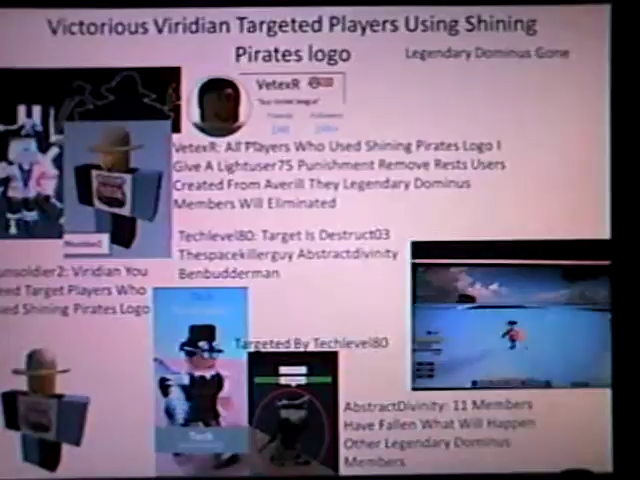 Victorious Viridian Targeted Players Using Shining
Pirates logo
Legendary Dominus Gone
VetexR
VetexR: All Players Who Used Shining Pirates Logo I
Give A Lightuser75 Punishment Remove Rests Users
Created From Averill They Legendary Dominus
Members Will Eliminated
Techlevel80: Target Is Destruct03
Thespacekillerguy Abstractdivinity
Benbudderman
unsoldier2: Viridian You
Target Players Who
Shining Pirates Logo
Targeted By Techlevel80
Tech
AbstractDivinity: 11 Members
Have Fallen What Will Happen
Other Legendary Dominus
Members